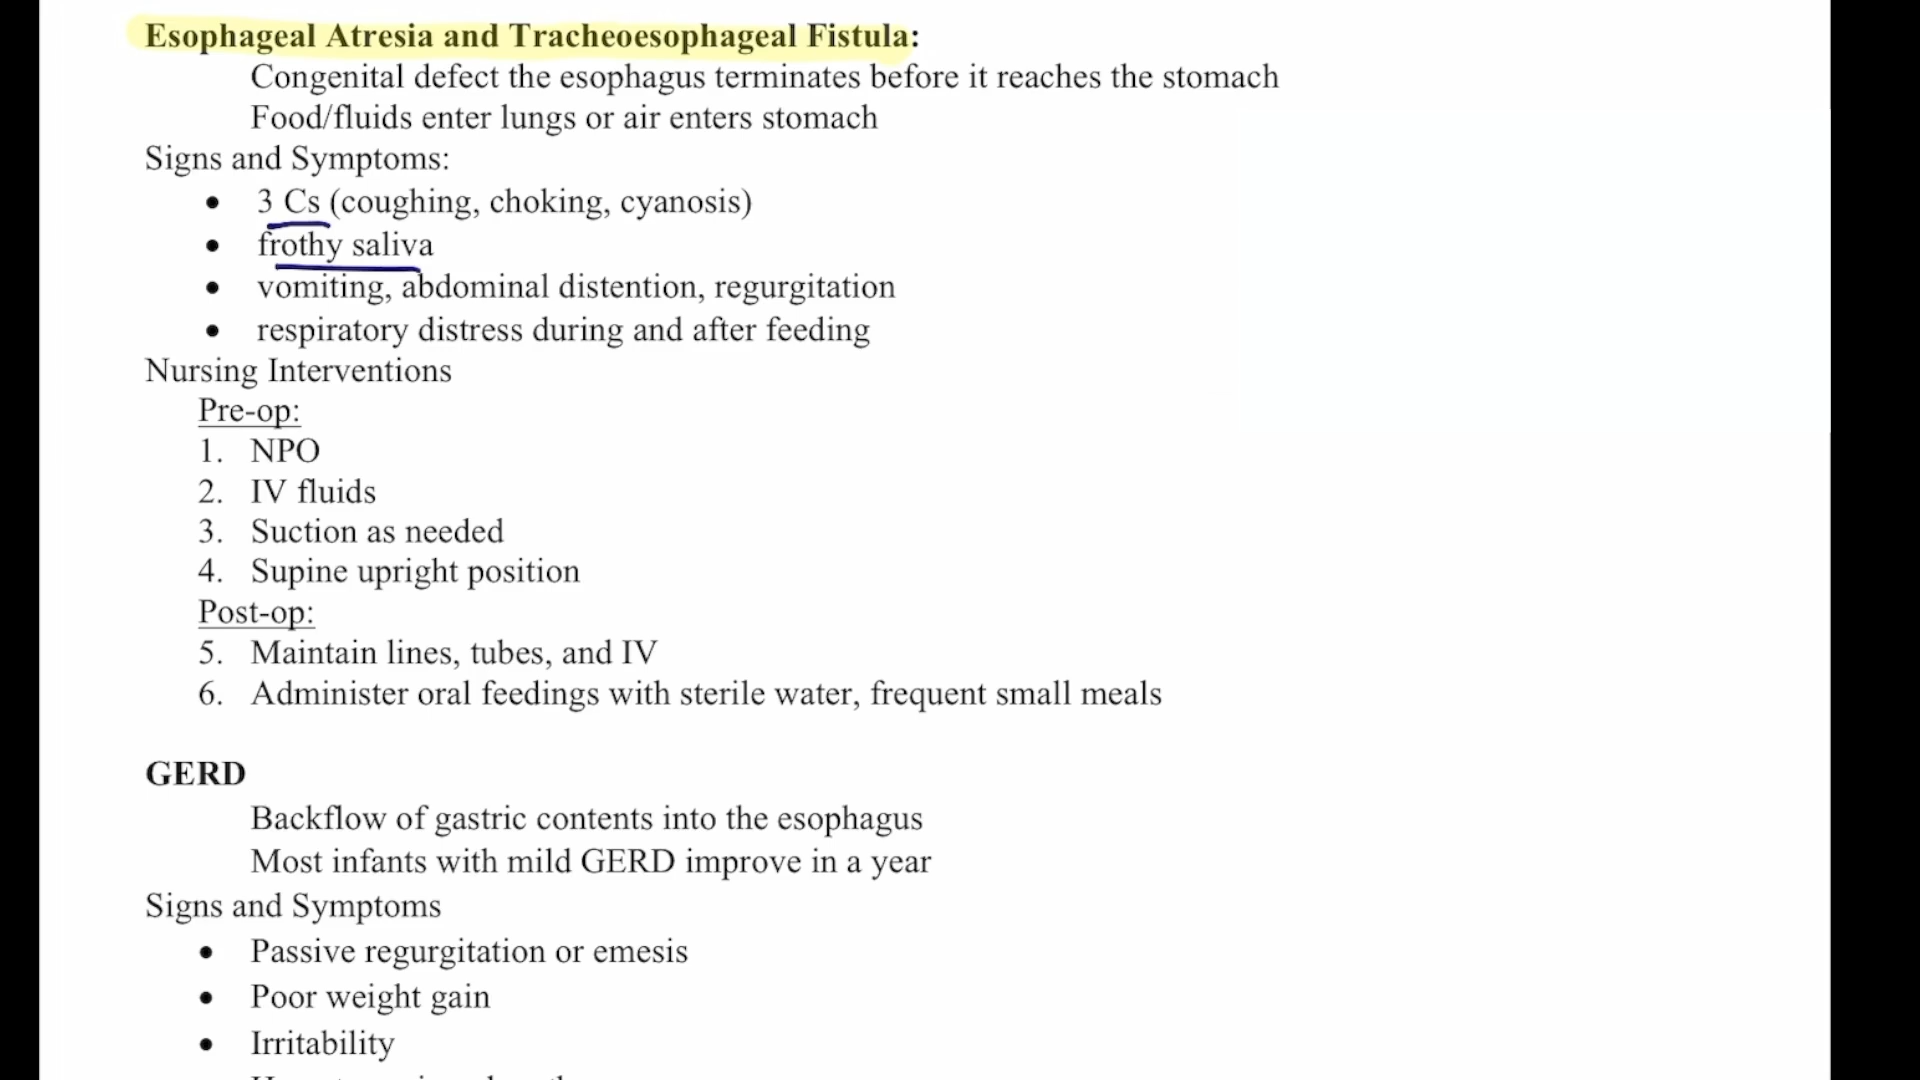 Esophageal Atresia and Tracheoesophageal Fistula:
Congenital defect the esophagus terminates before it reaches the stomach
Food/fluids enter lungs or air enters stomach
Signs and Symptoms:
• 3 Cs (coughing, choking, cyanosis)
• frothy saliva
• vomiting, abdominal distention, regurgitation
• respiratory distress during and after feeding
Nursing Interventions
Pre-op:
1. NPO
2. IV fluids
3. Suction as needed
4. Supine upright position
Post-op:
5. Maintain lines, tubes, and IV
6. Administer oral feedings with sterile water, frequent small meals
GERD
Backflow of gastric contents into the esophagus
Most infants with mild GERD improve in a year
Signs and Symptoms
• Passive regurgitation or emesis
• Poor weight gain
• Irritability